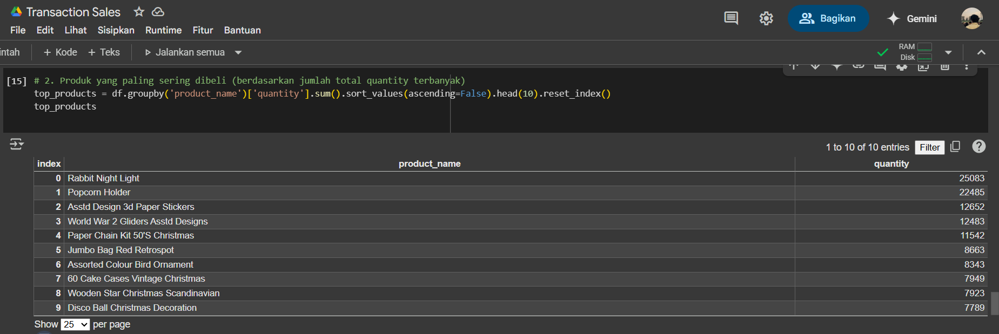 Transaction Sales
File Edit Lihat Sisipkan Runtime Fitur Bantuan
Bagikan
Gemini
intah + Kode + Teks Jalankan semua
RAM
Disk
[15] # 2. Produk yang paling sering dibeli (berdasarkan jumlah total quantity terbanyak)
top_products = df.groupby('product_name')['quantity'].sum().sort_values(ascending=False).head(10).reset_index()
top_products
1 to 10 of 10 entries Filter
index product_name quantity
0 Rabbit Night Light 25083
1 Popcorn Holder 22485
2 Asstd Design 3d Paper Stickers 12652
3 World War 2 Gliders Asstd Designs 12483
4 Paper Chain Kit 50'S Christmas 11542
5 Jumbo Bag Red Retrospot 8663
6 Assorted Colour Bird Ornament 8343
7 60 Cake Cases Vintage Christmas 7949
8 Wooden Star Christmas Scandinavian 7923
9 Disco Ball Christmas Decoration 7789
Show 25 per page